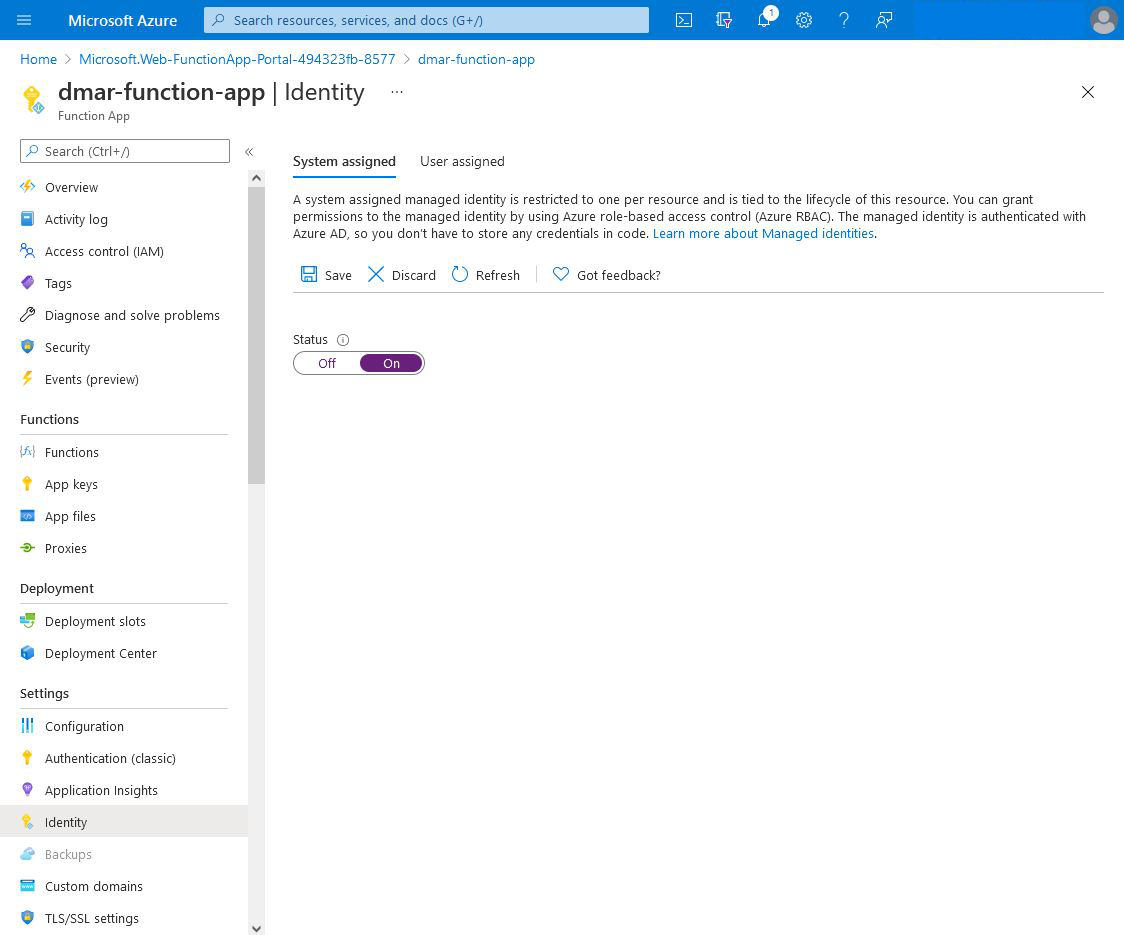 Microsoft Azure
Search resources, services, and docs (G+/)
1
Home > Microsoft.Web-FunctionApp-Portal-494323fb-8577 > dmar-function-app
dmar-function-app | Identity ...
Function App
Search (Ctrl+/)
«
Overview
Activity log
Access control (IAM)
Tags
Diagnose and solve problems
Security
Events (preview)
Functions
Functions
App keys
App files
Proxies
Deployment
Deployment slots
Deployment Center
Settings
Configuration
Authentication (classic)
Application Insights
Identity
Backups
Custom domains
TLS/SSL settings
System assigned User assigned
A system assigned managed identity is restricted to one per resource and is tied to the lifecycle of this resource. You can grant
permissions to the managed identity by using Azure role-based access control (Azure RBAC). The managed identity is authenticated with
Azure AD, so you don't have to store any credentials in code. Learn more about Managed identities.
Save Discard Refresh Got feedback?
Status
Off On